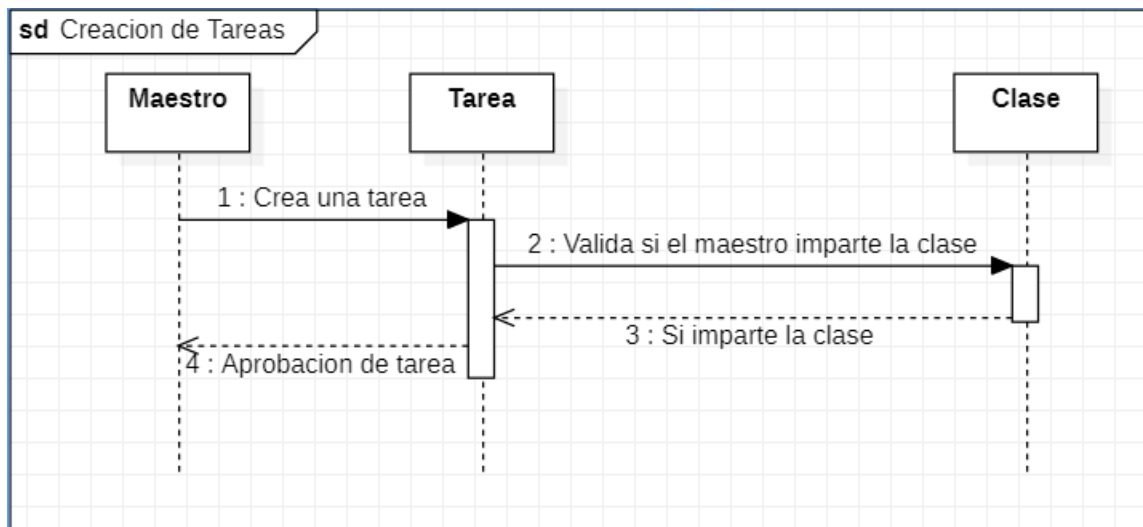 sd Creacion de Tareas
Maestro
Tarea
Clase
1 : Crea una tarea
2 : Valida si el maestro imparte la clase
3 : Si imparte la clase
4 : Aprobacion de tarea